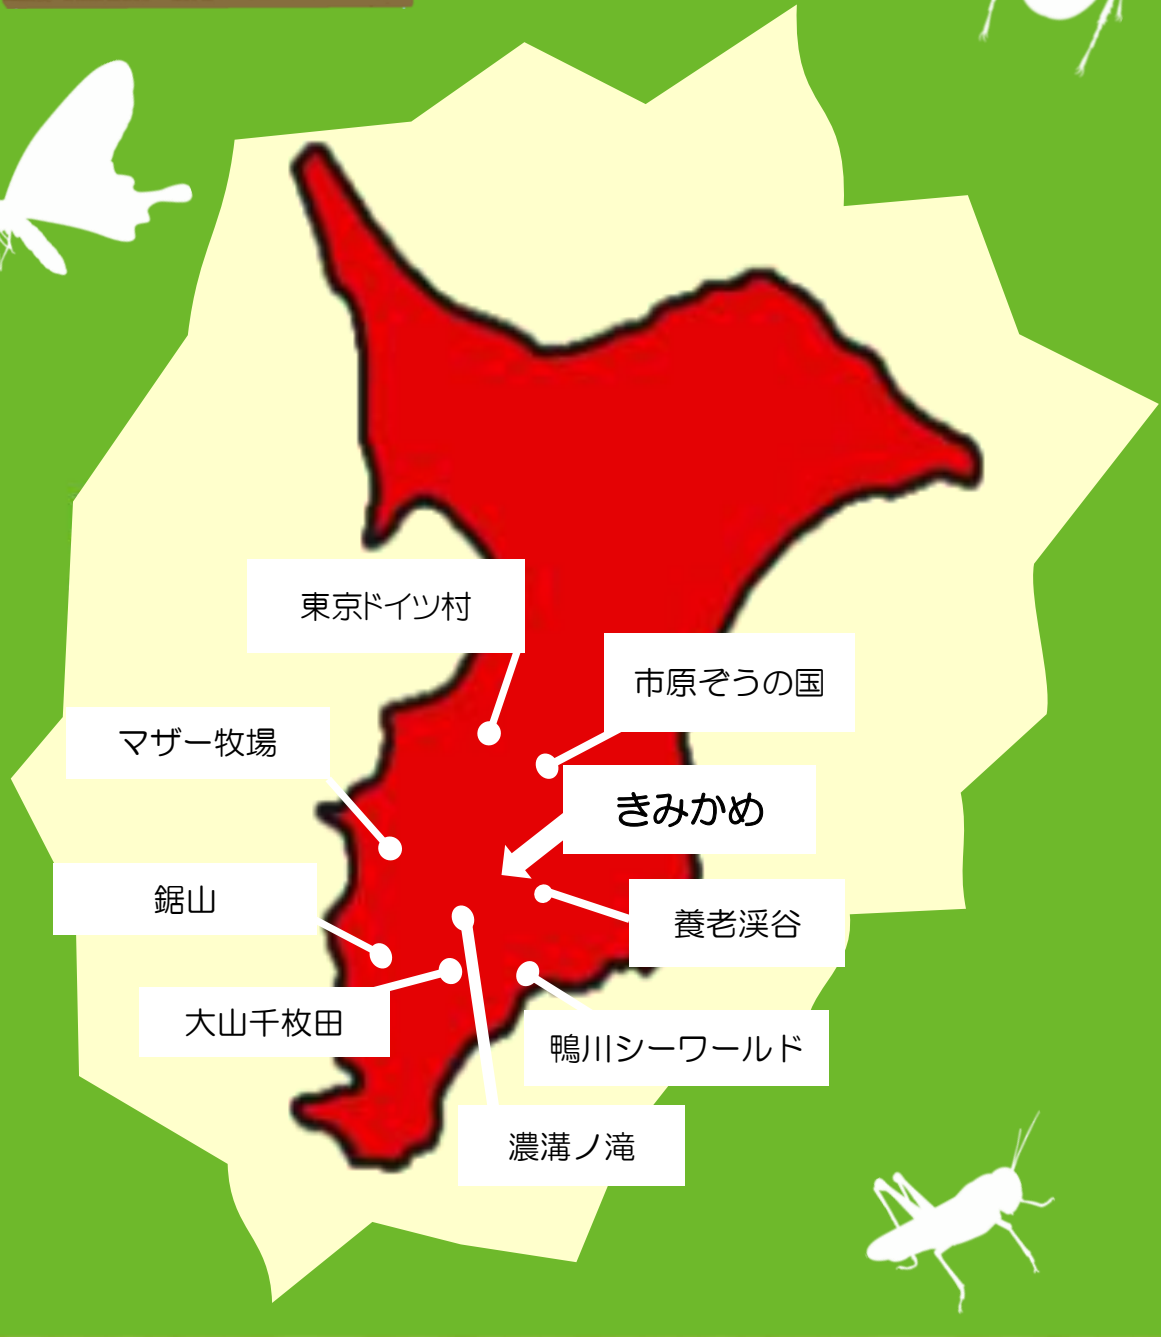 東京ドイツ村
市原ぞうの国
マザー牧場
きみかめ
鋸山
養老渓谷
大山千枚田
鴨川シーワールド
濃溝ノ滝